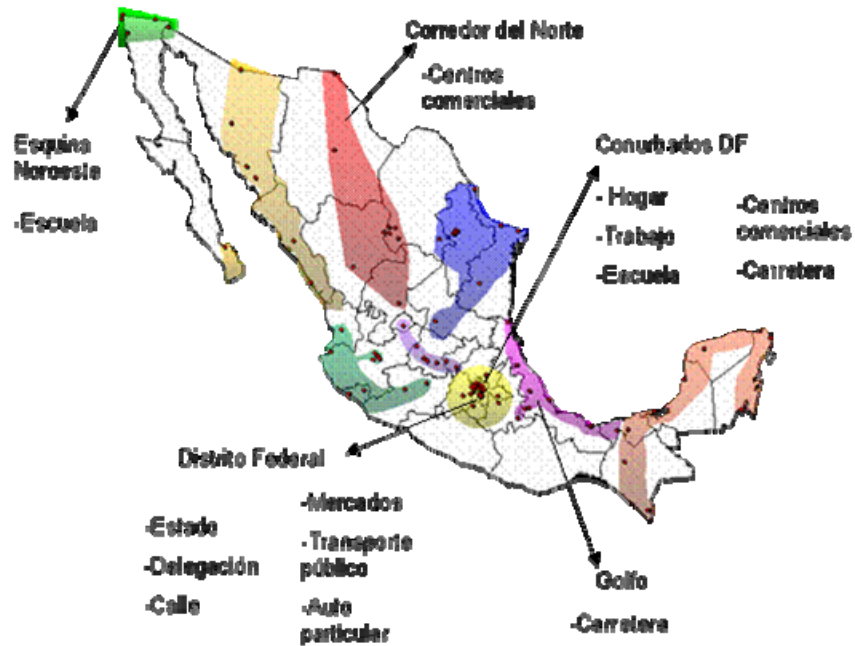 Corredor del Norte
-Centros
comerciales
Esquina
Noroeste
-Escuela
Conurbados DF
- Hogar
-Trabajo
-Escuela
-Centros
comerciales
-Carretera
Distrito Federal
-Estado
-Delegación
-Calle
-Mercados
-Transporte
público
-Auto
particular
Golfo
-Carretera